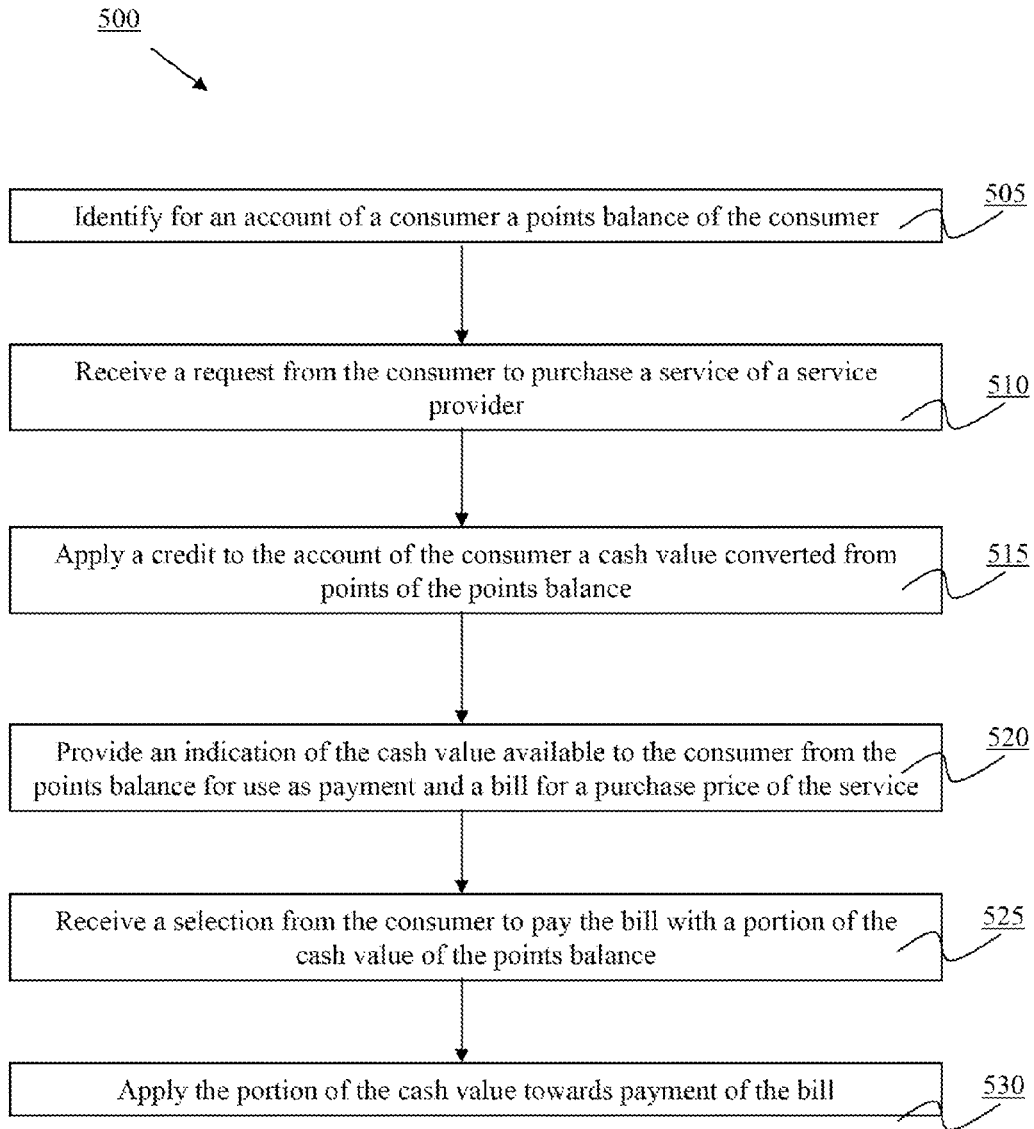 500
Identify for an account of a consumer a points balance of the consumer
505
Receive a request from the consumer to purchase a service of a service
provider
510
Apply a credit to the account of the consumer a cash value converted from
points of the points balance
515
Provide an indication of the cash value available to the consumer from the
points balance for use as payment and a bill for a purchase price of the service
520
Receive a selection from the consumer to pay the bill with a portion of the
cash value of the points balance
525
Apply the portion of the cash value towards payment of the bill
530